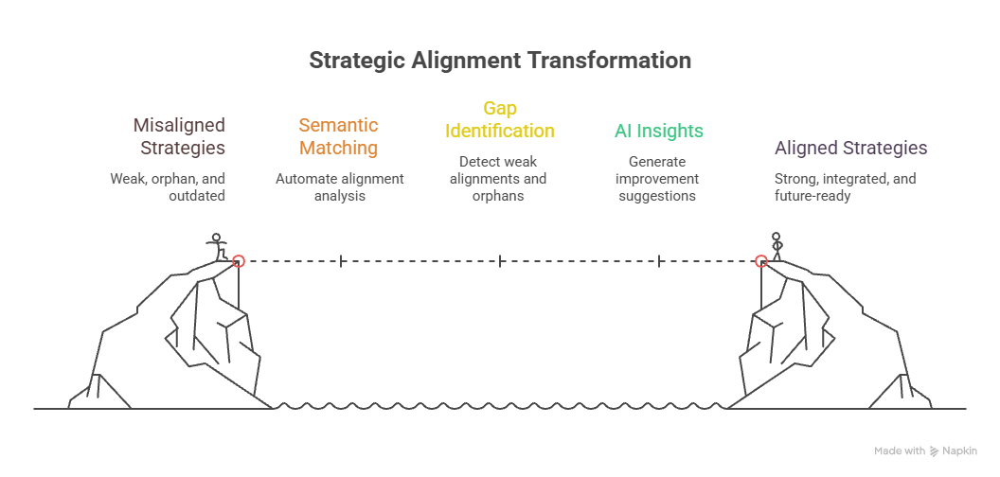 Strategic Alignment Transformation
Misaligned
Strategies
Weak, orphan, and
outdated
Semantic
Matching
Automate alignment
analysis
Gap
Identification
Detect weak
alignments and
orphans
AI Insights
Generate
improvement
suggestions
Aligned Strategies
Strong, integrated, and
future-ready
Made with Napkin